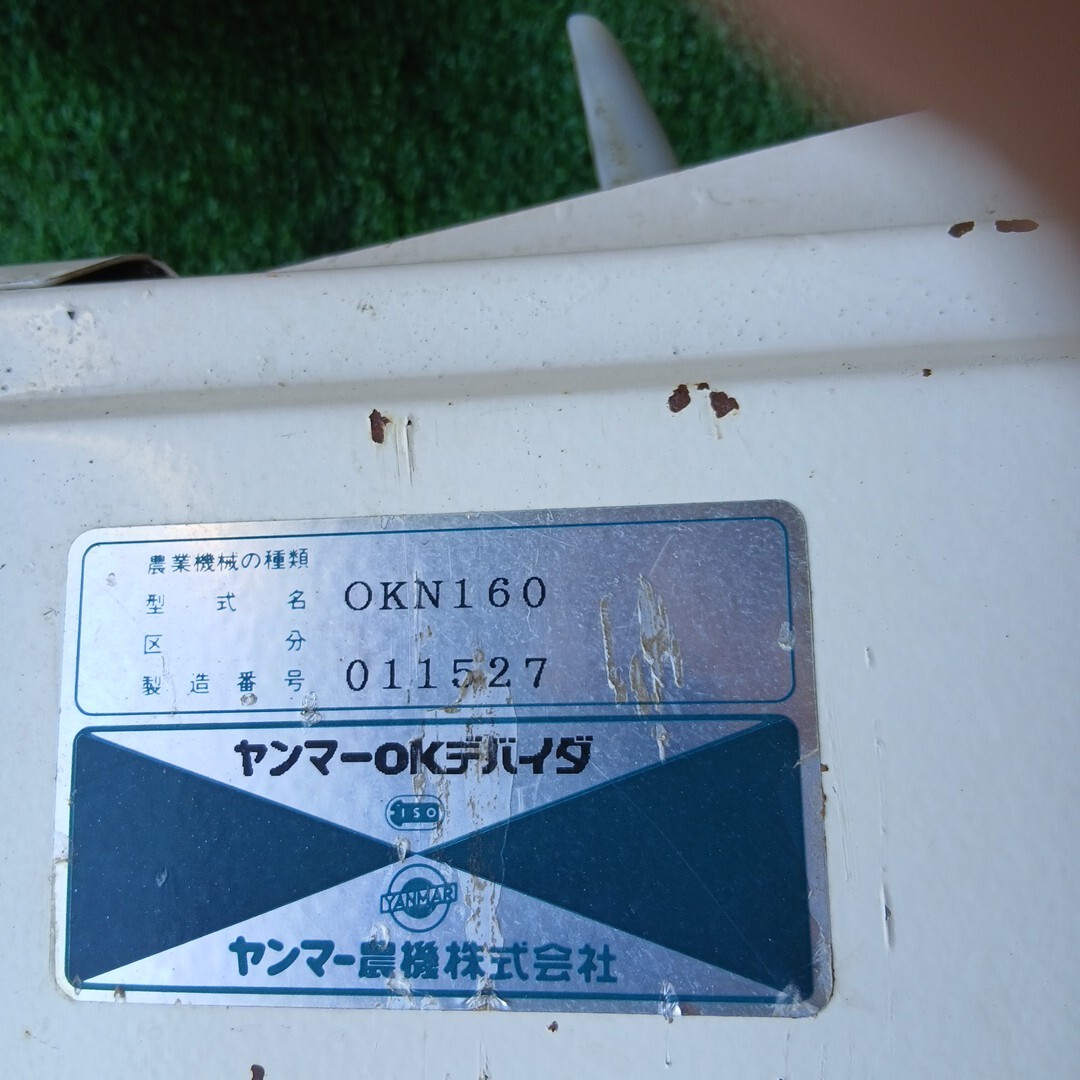 農業機械の種類
型式名 OKN160
区分
製造番号 011527
ヤンマーOKデバイダ
ISO
YANMAR
ヤンマー農機株式会社